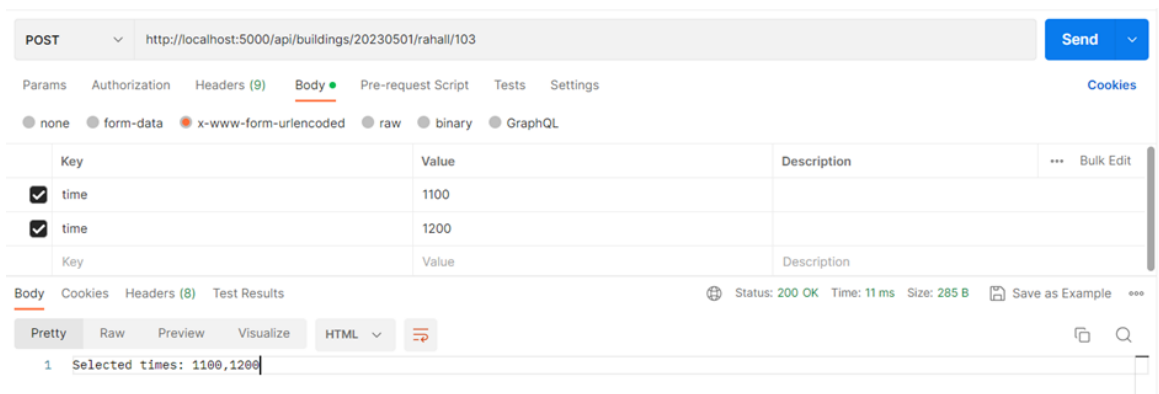 POST http://localhost:5000/api/buildings/20230501/rahall/103 Send
Params Authorization Headers (9) Body Pre-request Script Tests Settings Cookies
none form-data x-www-form-urlencoded raw binary GraphQL
Key Value Description Bulk Edit
time 1100
time 1200
Key Value Description
Body Cookies Headers (8) Test Results Status: 200 OK Time: 11 ms Size: 285 B Save as Example
Pretty Raw Preview Visualize HTML
1 Selected times: 1100,1200